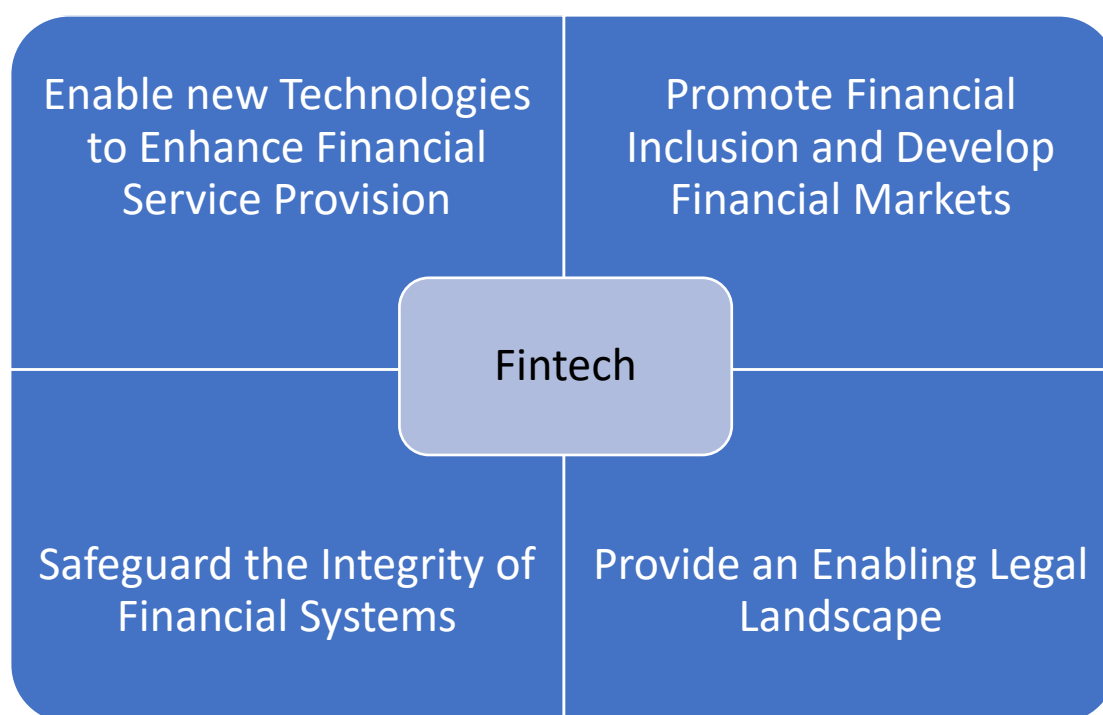 Enable new Technologies
to Enhance Financial
Service Provision
Promote Financial
Inclusion and Develop
Financial Markets
Fintech
Safeguard the Integrity of
Financial Systems
Provide an Enabling Legal
Landscape